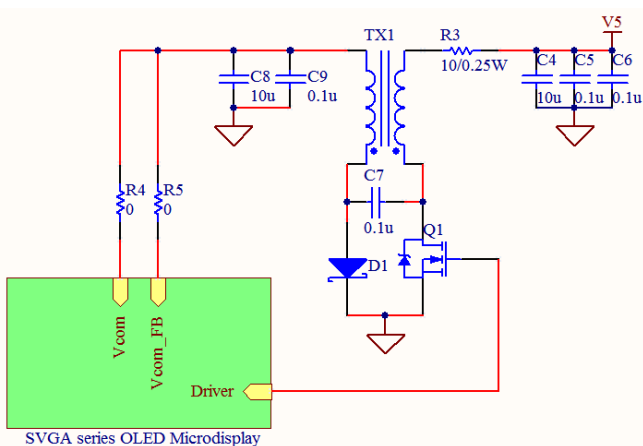 V5
TX1
R3
10/0.25W
C8
10u
C9
0.1u
C4
10u
C5
0.1u
C6
0.1u
R4
0
R5
0
C7
0.1u
Q1
D1
Vcom
Vcom_FB
Driver
SVGA series OLED Microdisplay